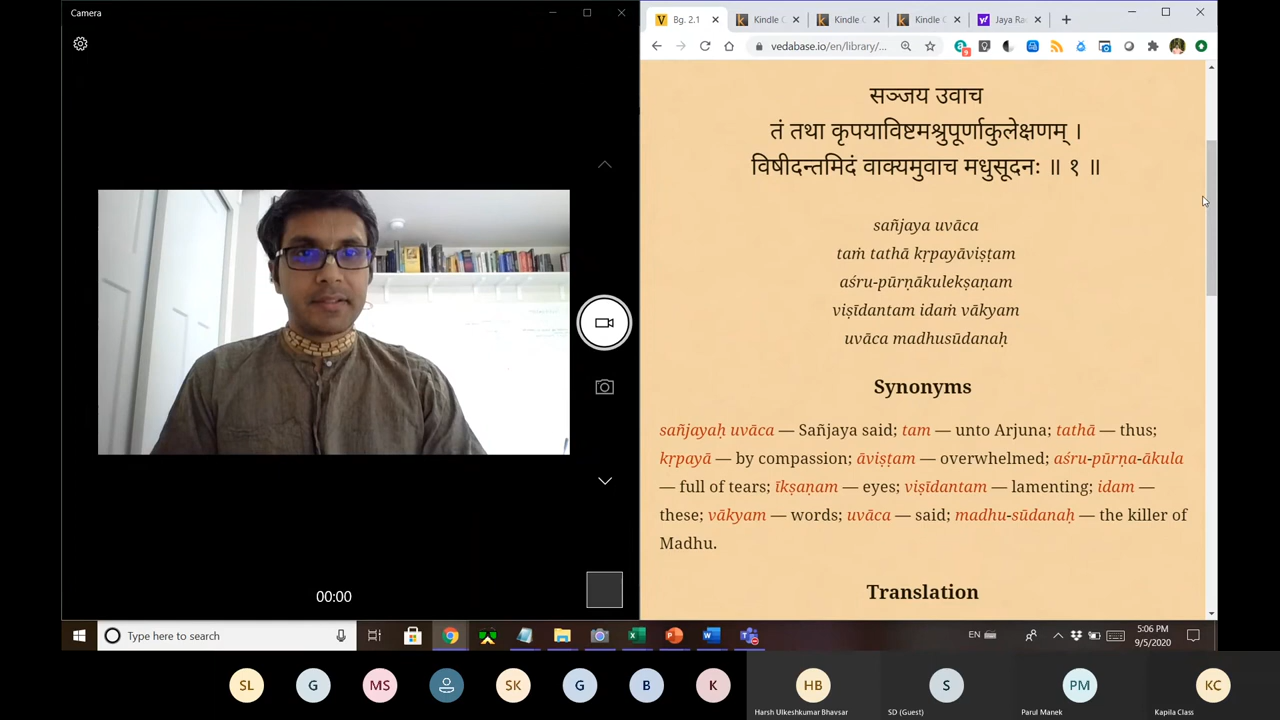 Camera
Bg. 2.1
Kindle C
Kindle C
Kindle C
Jaya Ra
vedabase.io/en/library/...
9
सञ्जय उवाच
तं तथा कृपयाविष्टमश्रुपूर्णाकुलेक्षणम् ।
विषीदन्तमिदं वाक्यमुवाच मधुसूदनः ॥ १ ॥
sañjaya uvāca
taṁ tathā kṛpayāviṣṭam
aśru-pūrṇākulekṣaṇam
viṣīdantam idaṁ vākyam
uvāca madhusūdanaḥ
Synonyms
sañjayaḥ uvāca — Sañjaya said; tam — unto Arjuna; tathā — thus;
kṛpayā — by compassion; āviṣṭam — overwhelmed; aśru-pūrṇa-ākula
— full of tears; īkṣaṇam — eyes; viṣīdantam — lamenting; idam —
these; vākyam — words; uvāca — said; madhu-sūdanaḥ — the killer of
Madhu.
Translation
00:00
Type here to search
EN
5:06 PM
9/5/2020
SL
G
MS
SK
G
B
K
HB
S
PM
KC
Harsh Ulkeshkumar Bhavsar
SD (Guest)
Parul Manek
Kapila Class